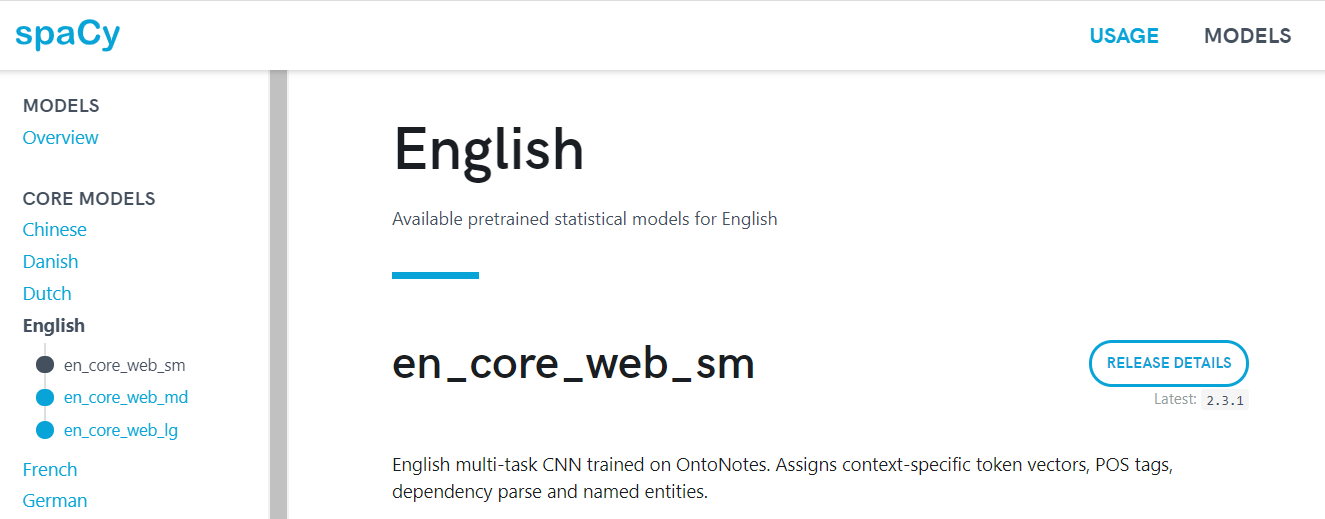 spaCy
USAGE
MODELS
MODELS
Overview
CORE MODELS
Chinese
Danish
Dutch
English
en_core_web_sm
en_core_web_md
en_core_web_lg
French
German
English
Available pretrained statistical models for English
en_core_web_sm
RELEASE DETAILS
Latest: 2.3.1
English multi-task CNN trained on OntoNotes. Assigns context-specific token vectors, POS tags,
dependency parse and named entities.